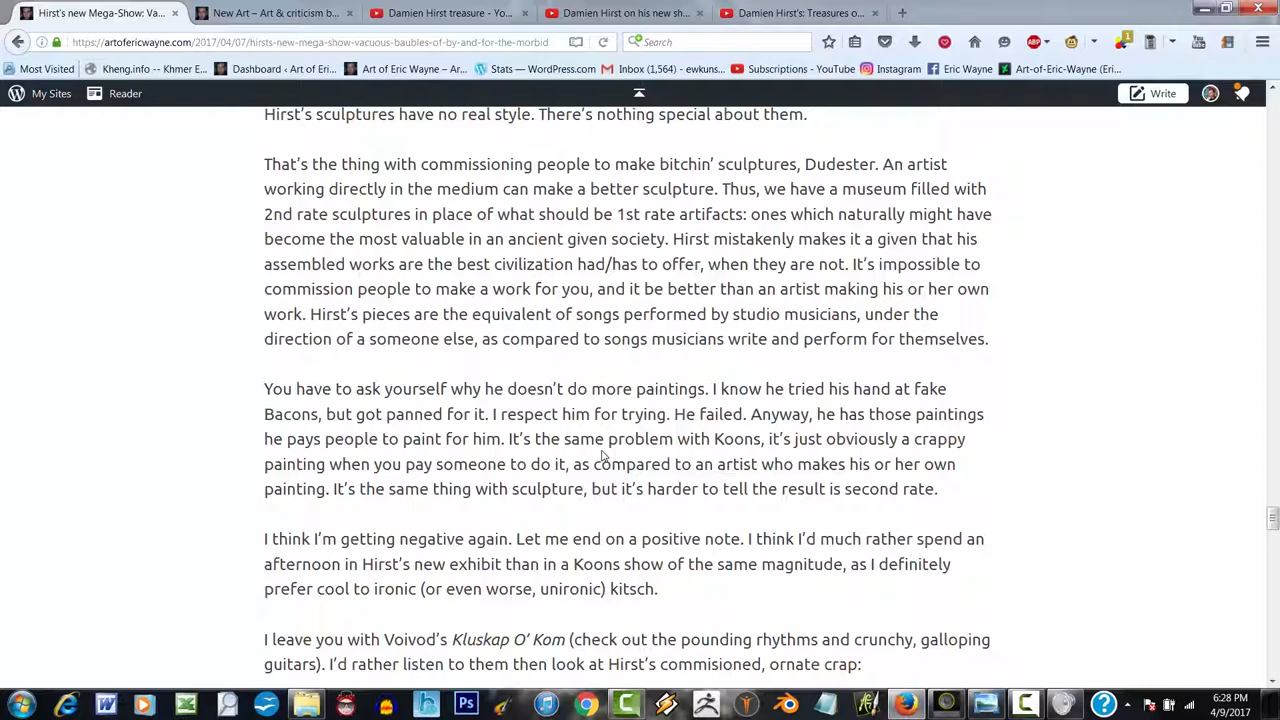 Hirst's new Mega-Show: Va...
New Art – Art & criticism b...
Damien Hirst treasure - Yo...
Damien Hirst on his new sh...
Damien Hirst's: Treasures o...
https://artofericwayne.com/2017/04/07/hirsts-new-mega-show-vacuous-baubles-of-by-and-for-the-morbid
Search
ABP
1
Most Visited
Kheng.info -- Khmer E...
Dashboard ‹ Art of Eri...
Art of Eric Wayne – Ar...
Stats — WordPress.com
Inbox (1,564) - ewkuns...
Subscriptions - YouTube
Instagram
Eric Wayne
Art-of-Eric-Wayne (Eri...
My Sites
Reader
Write
Hirst's sculptures have no real style. There's nothing special about them.
That's the thing with commissioning people to make bitchin' sculptures, Dudester. An artist
working directly in the medium can make a better sculpture. Thus, we have a museum filled with
2nd rate sculptures in place of what should be 1st rate artifacts: ones which naturally might have
become the most valuable in an ancient given society. Hirst mistakenly makes it a given that his
assembled works are the best civilization had/has to offer, when they are not. It's impossible to
commission people to make a work for you, and it be better than an artist making his or her own
work. Hirst's pieces are the equivalent of songs performed by studio musicians, under the
direction of a someone else, as compared to songs musicians write and perform for themselves.
You have to ask yourself why he doesn't do more paintings. I know he tried his hand at fake
Bacons, but got panned for it. I respect him for trying. He failed. Anyway, he has those paintings
he pays people to paint for him. It's the same problem with Koons, it's just obviously a crappy
painting when you pay someone to do it, as compared to an artist who makes his or her own
painting. It's the same thing with sculpture, but it's harder to tell the result is second rate.
I think I'm getting negative again. Let me end on a positive note. I think I'd much rather spend an
afternoon in Hirst's new exhibit than in a Koons show of the same magnitude, as I definitely
prefer cool to ironic (or even worse, unironic) kitsch.
I leave you with Voivod's Kluskap O' Kom (check out the pounding rhythms and crunchy, galloping
guitars). I'd rather listen to them then look at Hirst's commisioned, ornate crap:
Ps
6:28 PM
4/9/2017